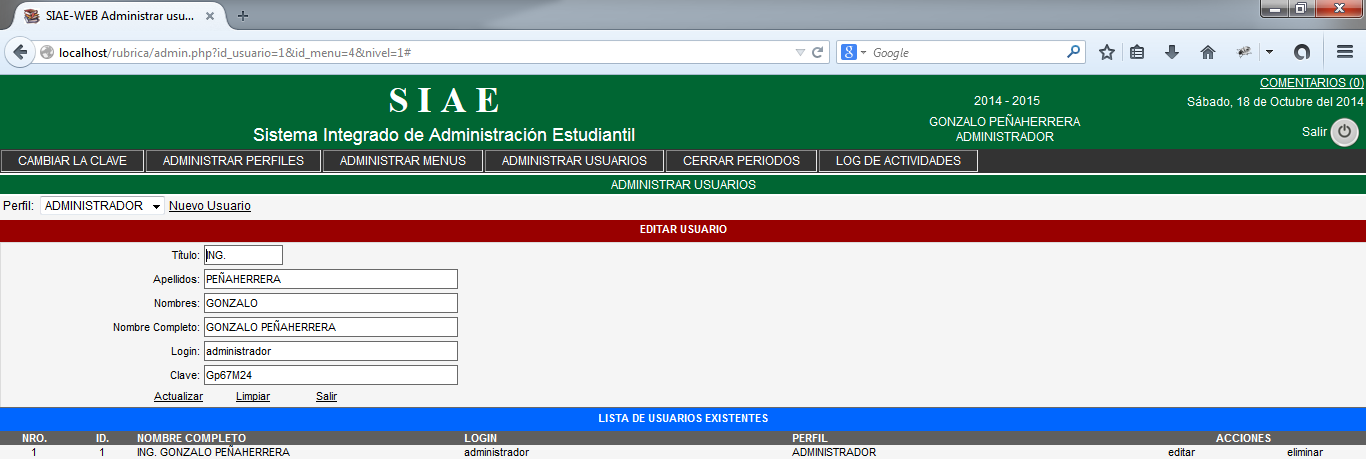 SIAE-WEB Administrar usu...
localhost/rubrica/admin.php?id_usuario=1&id_menu=4&nivel=1#
Google
COMENTARIOS (0)
S I A E
2014 - 2015
Sábado, 18 de Octubre del 2014
Sistema Integrado de Administración Estudiantil
GONZALO PEÑAHERRERA
ADMINISTRADOR
Salir
CAMBIAR LA CLAVE ADMINISTRAR PERFILES ADMINISTRAR MENUS ADMINISTRAR USUARIOS CERRAR PERIODOS LOG DE ACTIVIDADES
ADMINISTRAR USUARIOS
Perfil: ADMINISTRADOR Nuevo Usuario
EDITAR USUARIO
Título: ING.
Apellidos: PEÑAHERRERA
Nombres: GONZALO
Nombre Completo: GONZALO PEÑAHERRERA
Login: administrador
Clave: Gp67M24
Actualizar Limpiar Salir
LISTA DE USUARIOS EXISTENTES
NRO. ID. NOMBRE COMPLETO LOGIN PERFIL ACCIONES
1 1 ING. GONZALO PEÑAHERRERA administrador ADMINISTRADOR editar eliminar